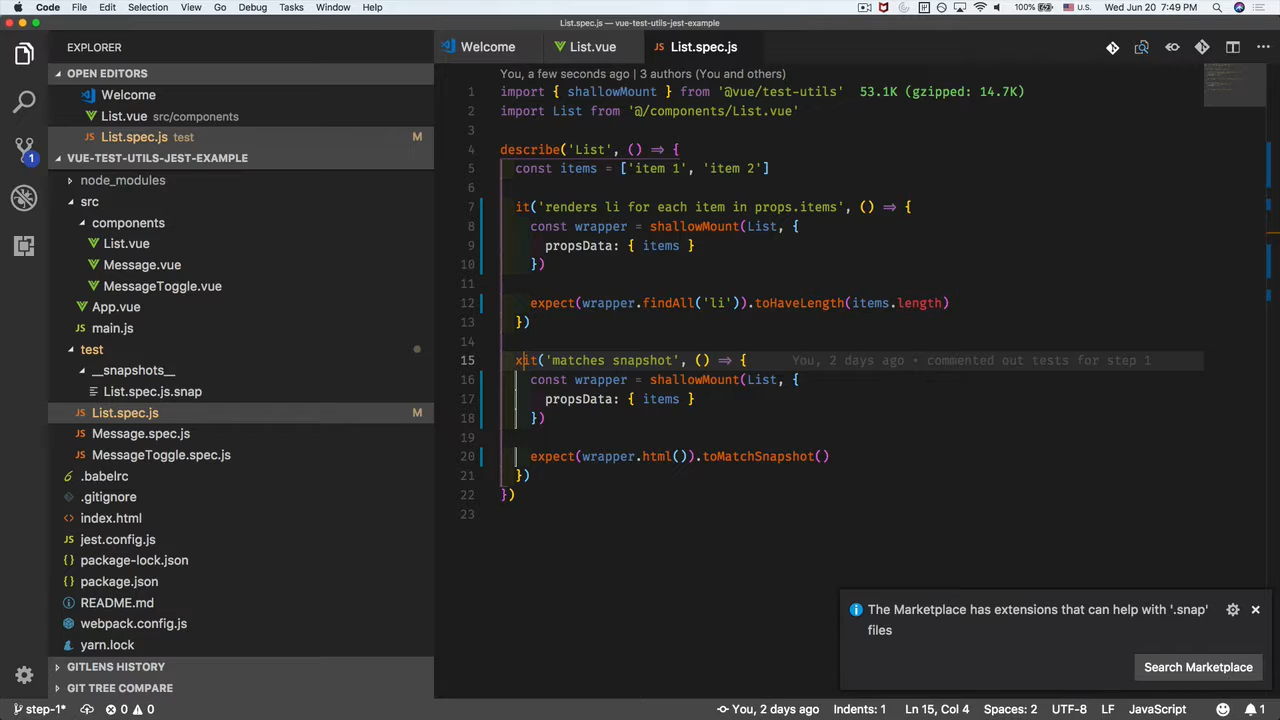 Code File Edit Selection View Go Debug Tasks Window Help 100% U.S. Wed Jun 20 7:49 PM
List.spec.js — vue-test-utils-jest-example
EXPLORER
OPEN EDITORS
Welcome
List.vue src/components
List.spec.js test M
VUE-TEST-UTILS-JEST-EXAMPLE
node_modules
src
components
List.vue
Message.vue
MessageToggle.vue
App.vue
main.js
test
__snapshots__
List.spec.js.snap
List.spec.js M
Message.spec.js
MessageToggle.spec.js
.babelrc
.gitignore
index.html
jest.config.js
package-lock.json
package.json
README.md
webpack.config.js
yarn.lock
GITLENS HISTORY
GIT TREE COMPARE
1
Welcome List.vue JS List.spec.js
You, a few seconds ago | 3 authors (You and others)
1 import { shallowMount } from '@vue/test-utils' 53.1K (gzipped: 14.7K)
2 import List from '@/components/List.vue'
3
4 describe('List', () => {
5 const items = ['item 1', 'item 2']
6
7 it('renders li for each item in props.items', () => {
8 const wrapper = shallowMount(List, {
9 propsData: { items }
10 })
11
12 expect(wrapper.findAll('li')).toHaveLength(items.length)
13 })
14
15 xit('matches snapshot', () => { You, 2 days ago • commented out tests for step 1
16 const wrapper = shallowMount(List, {
17 propsData: { items }
18 })
19
20 expect(wrapper.html()).toMatchSnapshot()
21 })
22 })
23
The Marketplace has extensions that can help with '.snap'
files
Search Marketplace
step-1* 0 0 You, 2 days ago Indents: 1 Ln 15, Col 4 Spaces: 2 UTF-8 LF JavaScript 1